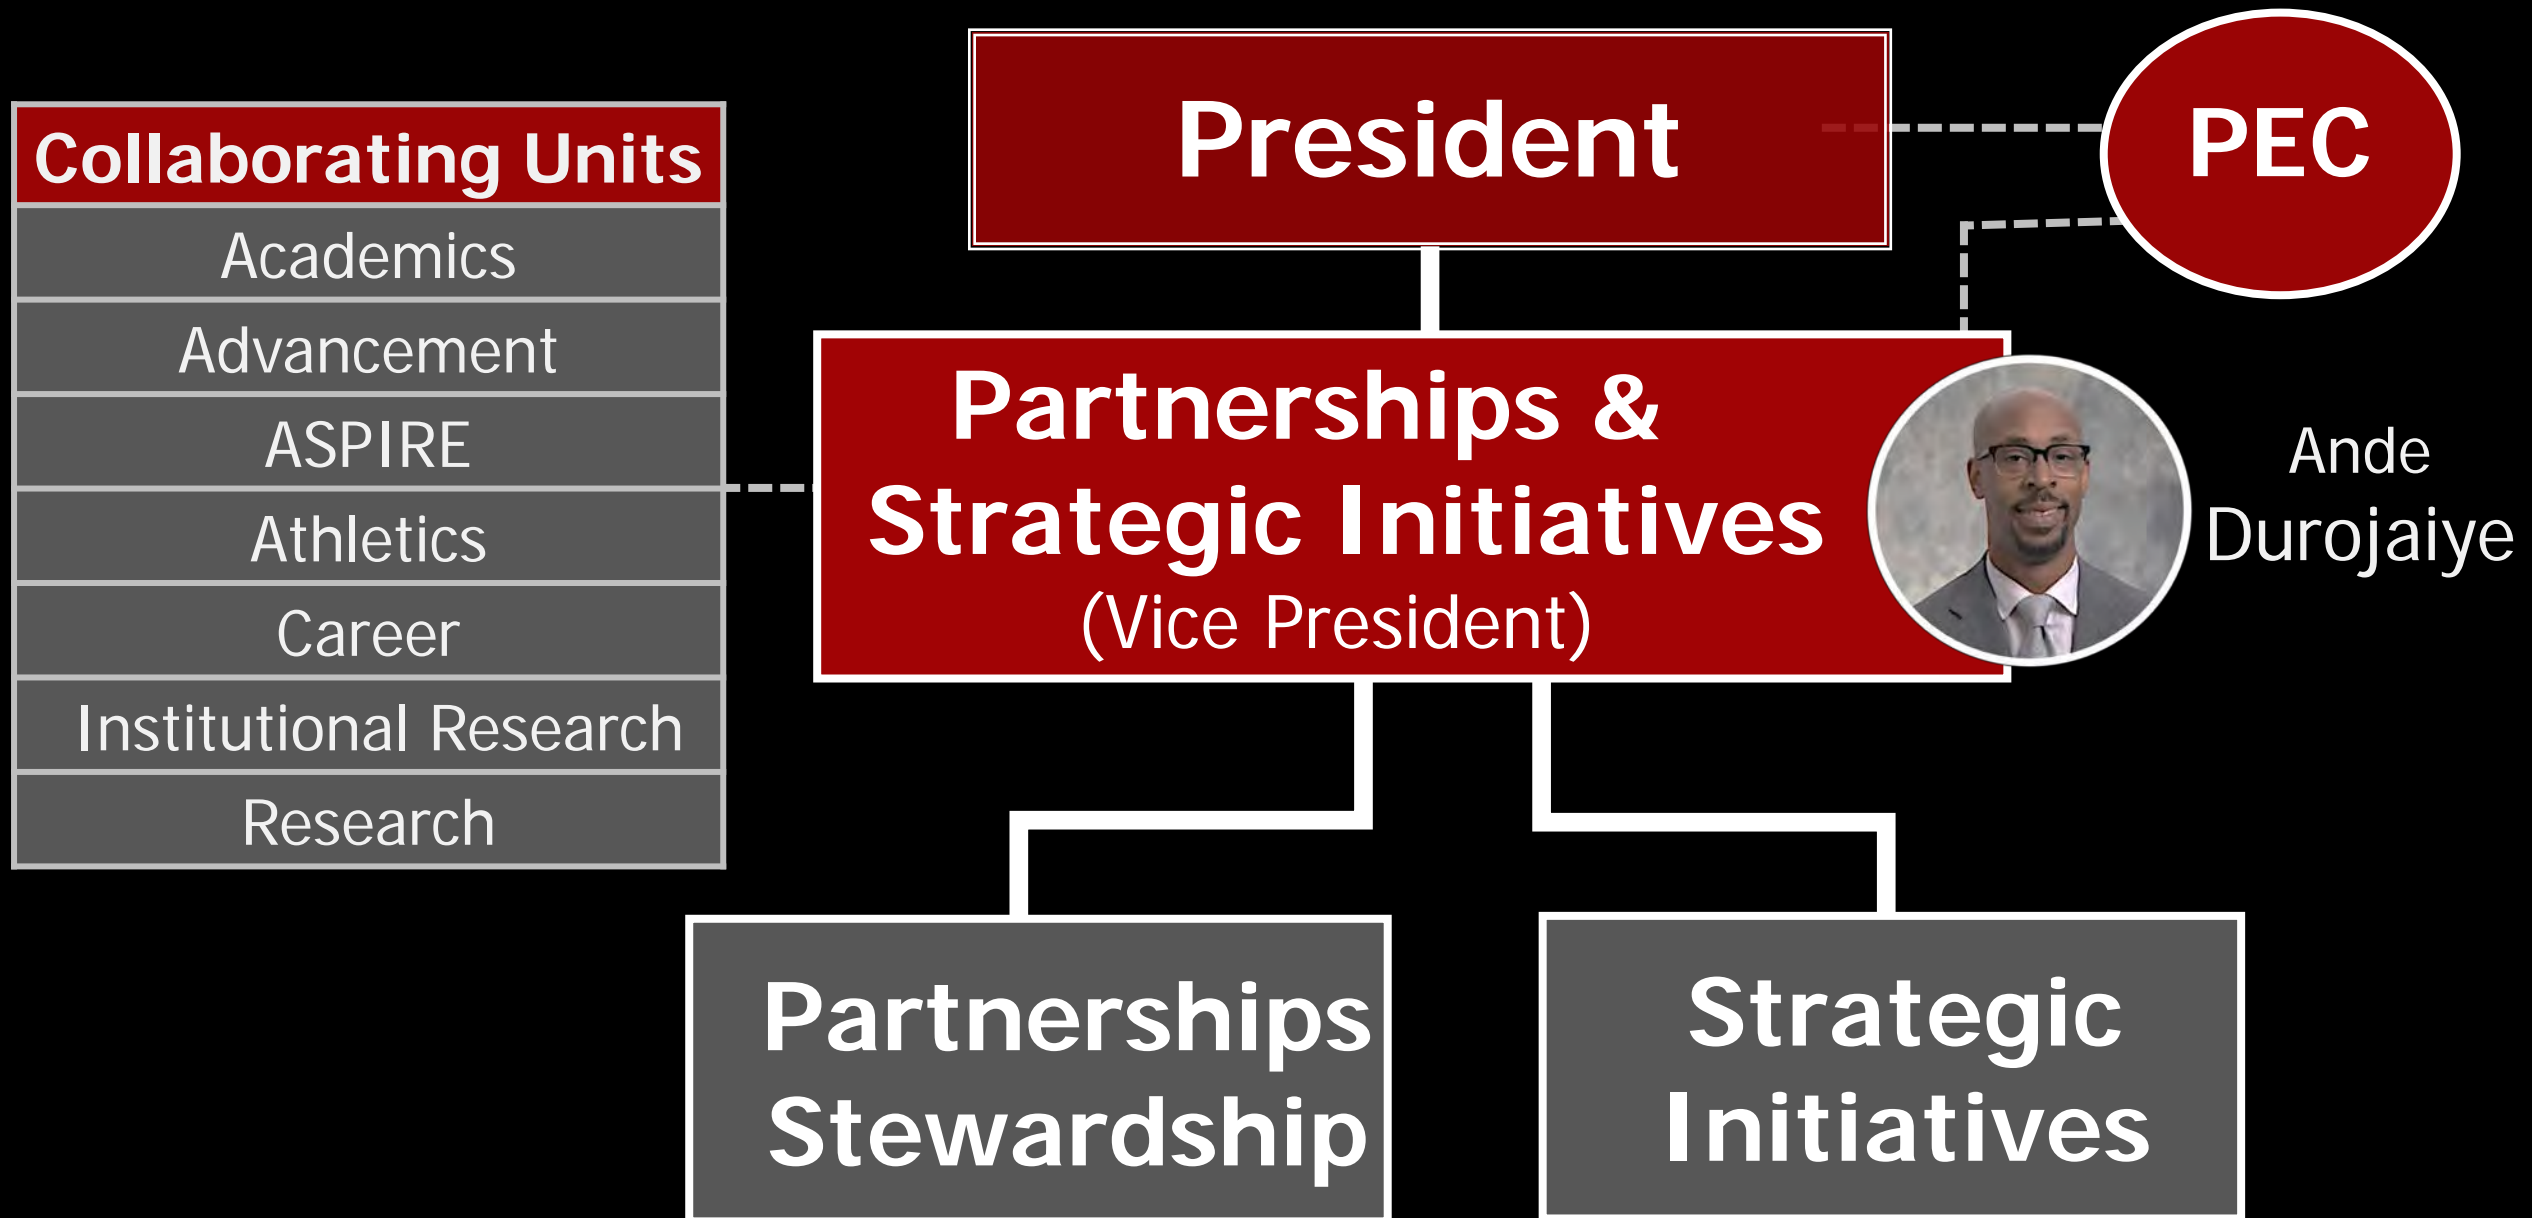 President
PEC
Collaborating Units
Academics
Advancement
ASPIRE
Athletics
Career
Institutional Research
Research
Partnerships &
Strategic Initiatives
(Vice President)
Ande
Durojaiye
Partnerships
Stewardship
Strategic
Initiatives